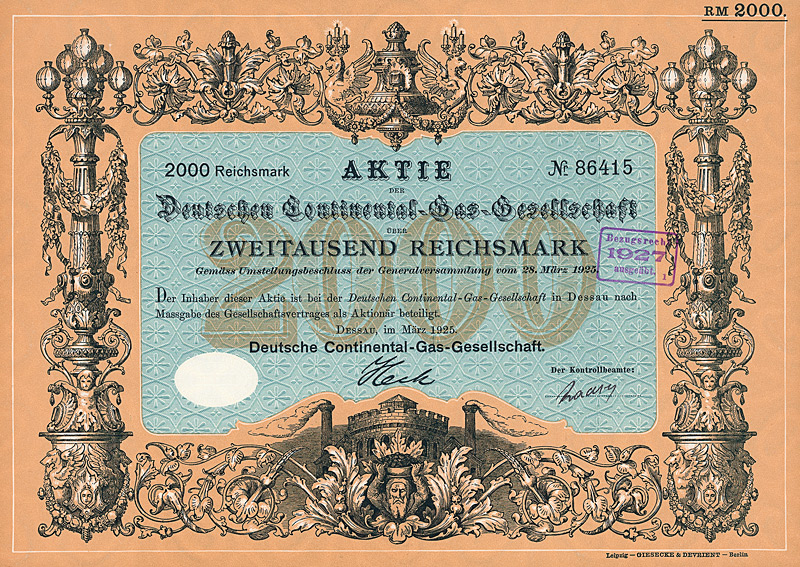 RM 2000.
2000 Reichsmark
AKTIE
№ 86415
DER
Deutschen Continental-Gas-Gesellschaft
ÜBER
ZWEITAUSEND REICHSMARK
Gemäss Umstellungsbeschluss der Generalversammlung vom 28. März 1925.
Bezugsrecht
1927
ausgeübt.
2000
Der Inhaber dieser Aktie ist bei der Deutschen Continental-Gas-Gesellschaft in Dessau nach
Massgabe des Gesellschaftsvertrages als Aktionär beteiligt.
Dessau, im März 1925.
Deutsche Continental-Gas-Gesellschaft.
Heck
Der Kontrollbeamte:
Leipzig — GIESECKE & DEVRIENT — Berlin